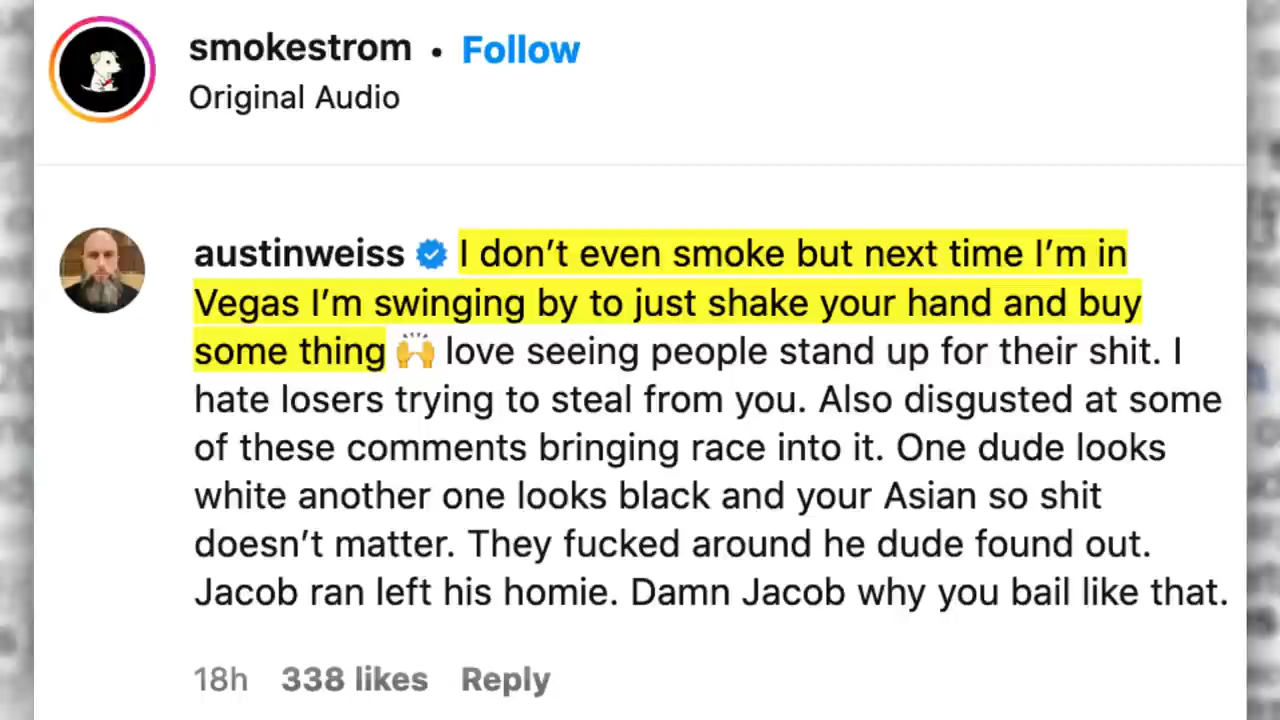 smokestrom • Follow
Original Audio
austinweiss I don’t even smoke but next time I’m in
Vegas I’m swinging by to just shake your hand and buy
some thing 🙌 love seeing people stand up for their shit. I
hate losers trying to steal from you. Also disgusted at some
of these comments bringing race into it. One dude looks
white another one looks black and your Asian so shit
doesn’t matter. They fucked around he dude found out.
Jacob ran left his homie. Damn Jacob why you bail like that.
18h 338 likes Reply